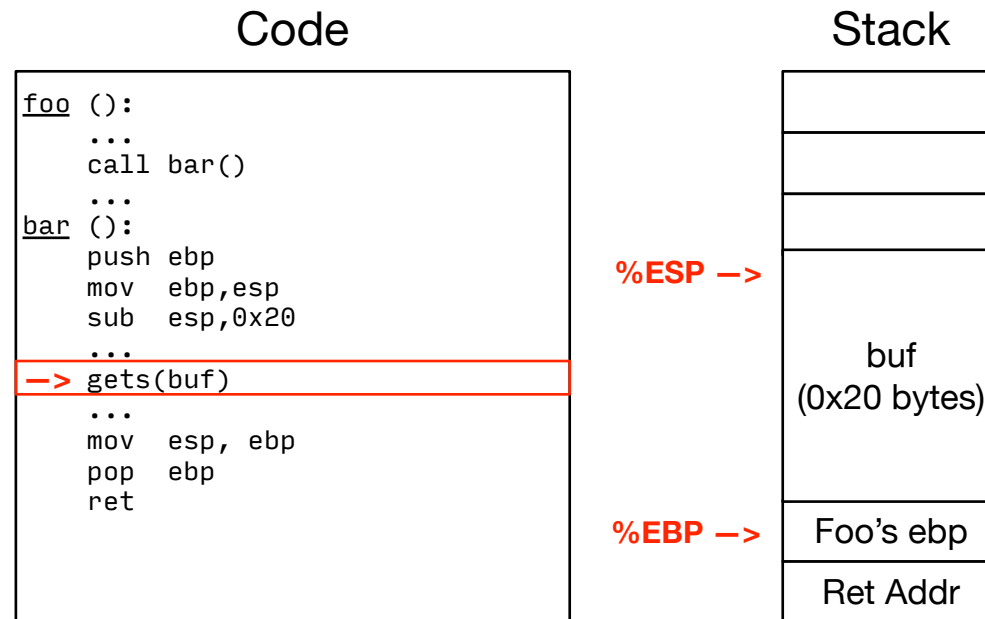 Code
foo ():
...
call bar()
...
bar ():
push ebp
mov ebp,esp
sub esp,0x20
...
—> gets(buf)
...
mov esp, ebp
pop ebp
ret
Stack
%ESP —>
buf
(0x20 bytes)
%EBP —>
Foo’s ebp
Ret Addr